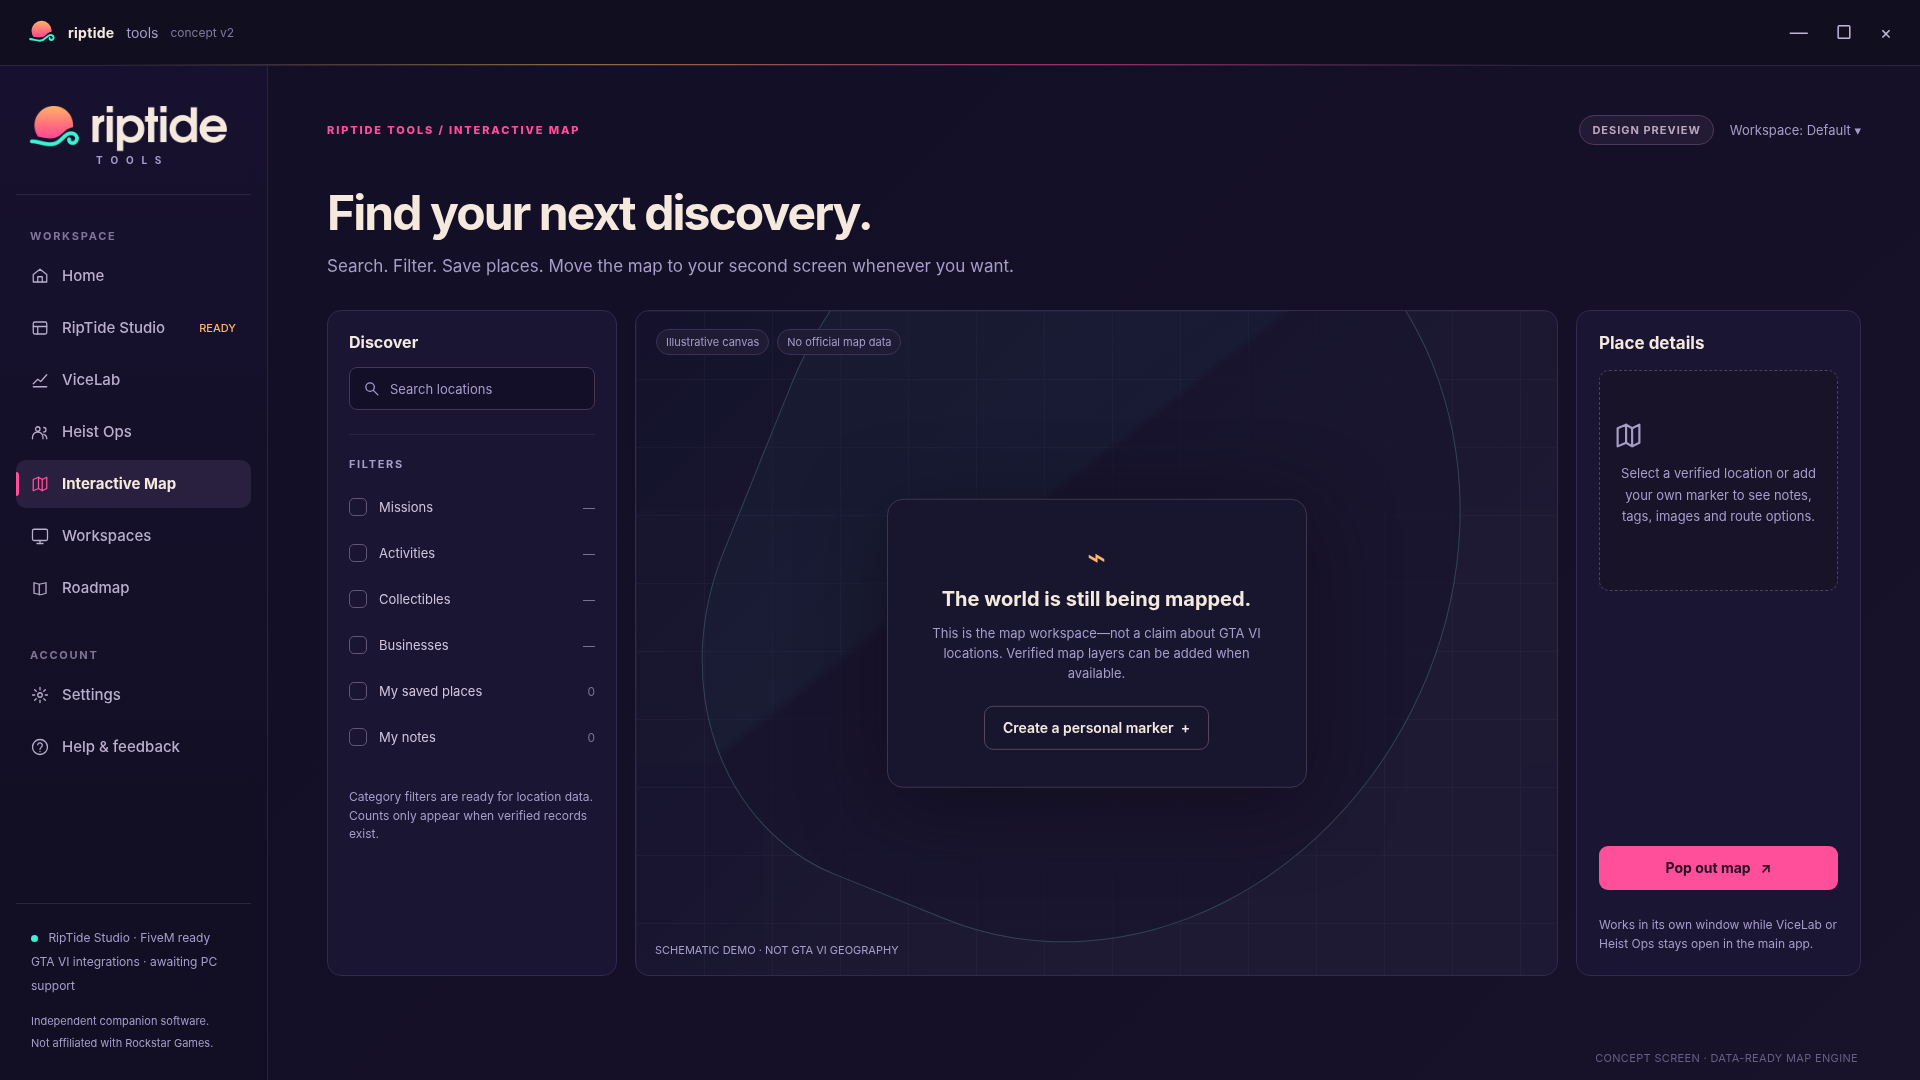 riptide tools concept v2
riptide
TOOLS
WORKSPACE
Home
RipTide Studio READY
ViceLab
Heist Ops
Interactive Map
Workspaces
Roadmap
ACCOUNT
Settings
Help & feedback
RipTide Studio · FiveM ready
GTA VI integrations · awaiting PC
support
Independent companion software.
Not affiliated with Rockstar Games.
RIPTIDE TOOLS / INTERACTIVE MAP
DESIGN PREVIEW
Workspace: Default ▾
Find your next discovery.
Search. Filter. Save places. Move the map to your second screen whenever you want.
Discover
Search locations
FILTERS
Missions —
Activities —
Collectibles —
Businesses —
My saved places 0
My notes 0
Category filters are ready for location data.
Counts only appear when verified records
exist.
Illustrative canvas
No official map data
The world is still being mapped.
This is the map workspace—not a claim about GTA VI
locations. Verified map layers can be added when
available.
Create a personal marker +
SCHEMATIC DEMO · NOT GTA VI GEOGRAPHY
Place details
Select a verified location or add
your own marker to see notes,
tags, images and route options.
Pop out map
Works in its own window while ViceLab or
Heist Ops stays open in the main app.
CONCEPT SCREEN · DATA-READY MAP ENGINE